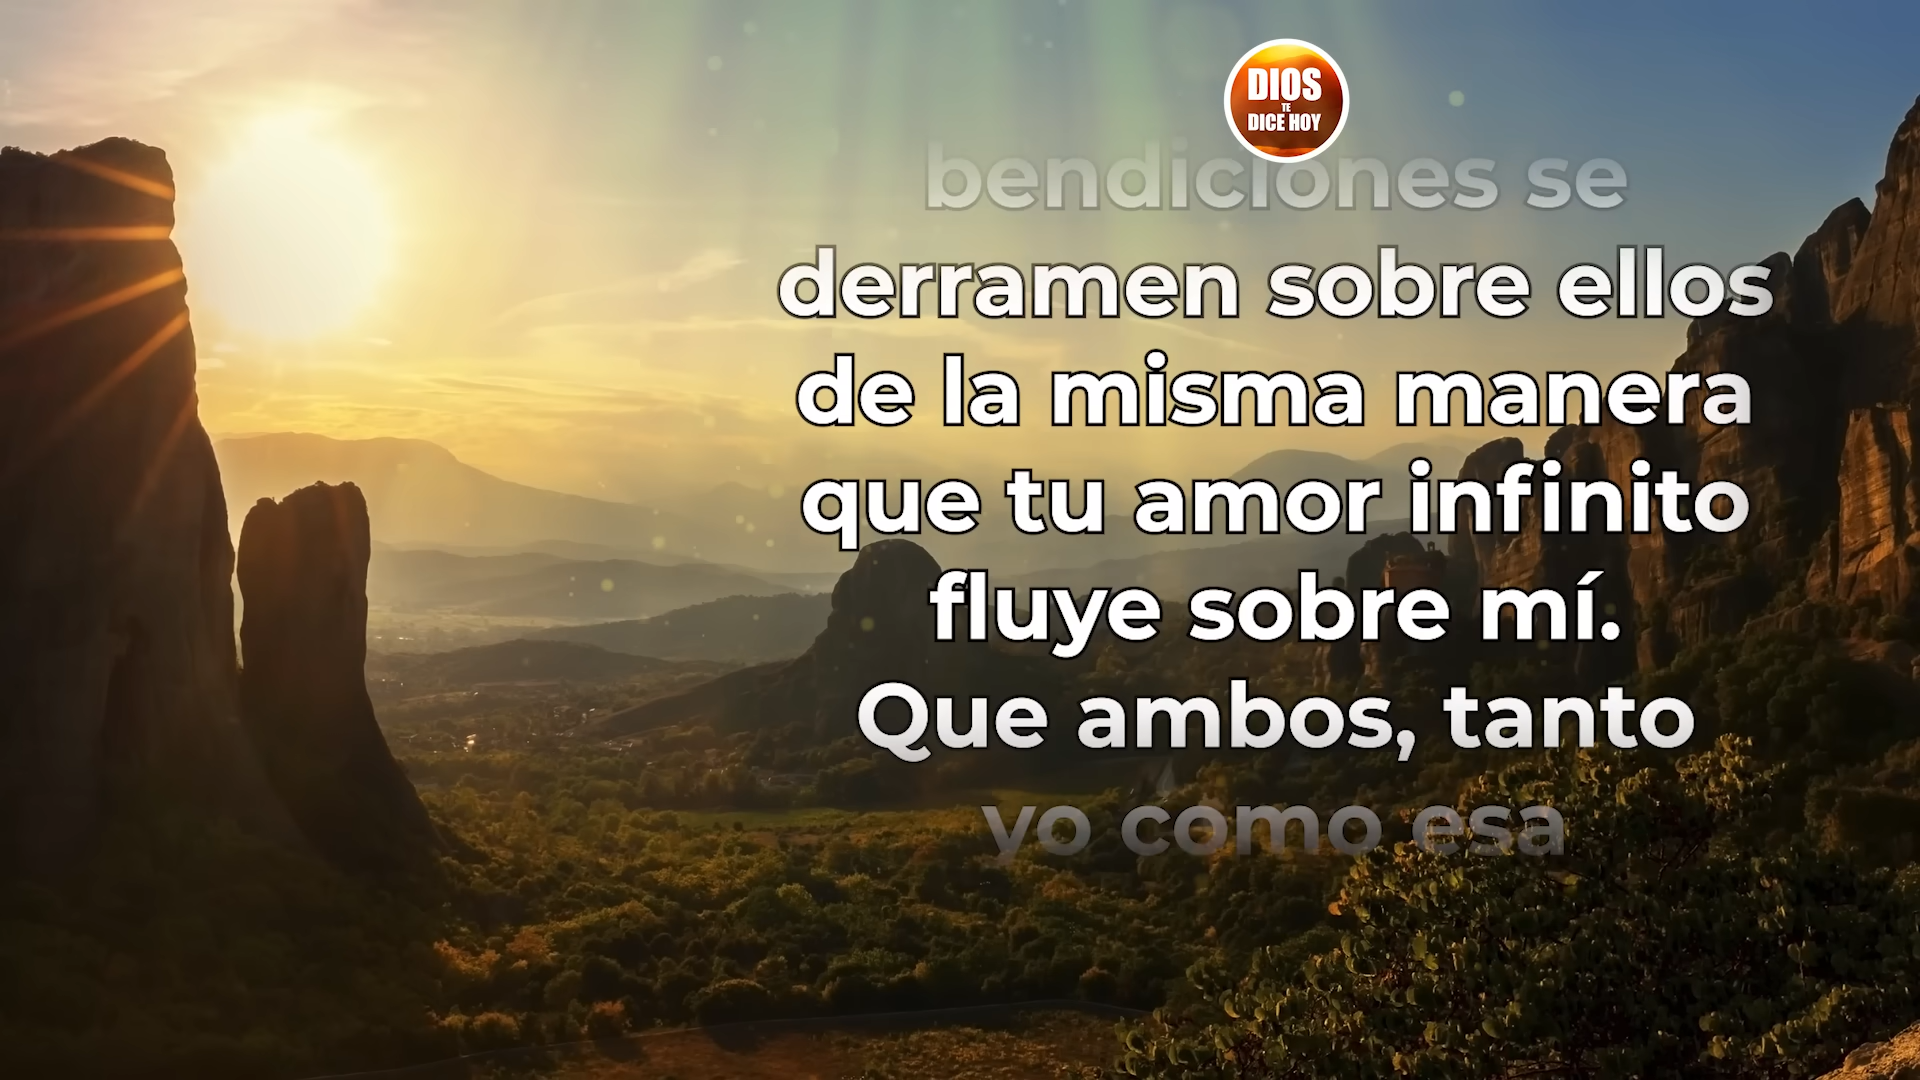 DIOS
TE
DICE HOY
bendiciones se
derramen sobre ellos
de la misma manera
que tu amor infinito
fluye sobre mí.
Que ambos, tanto
yo como esa